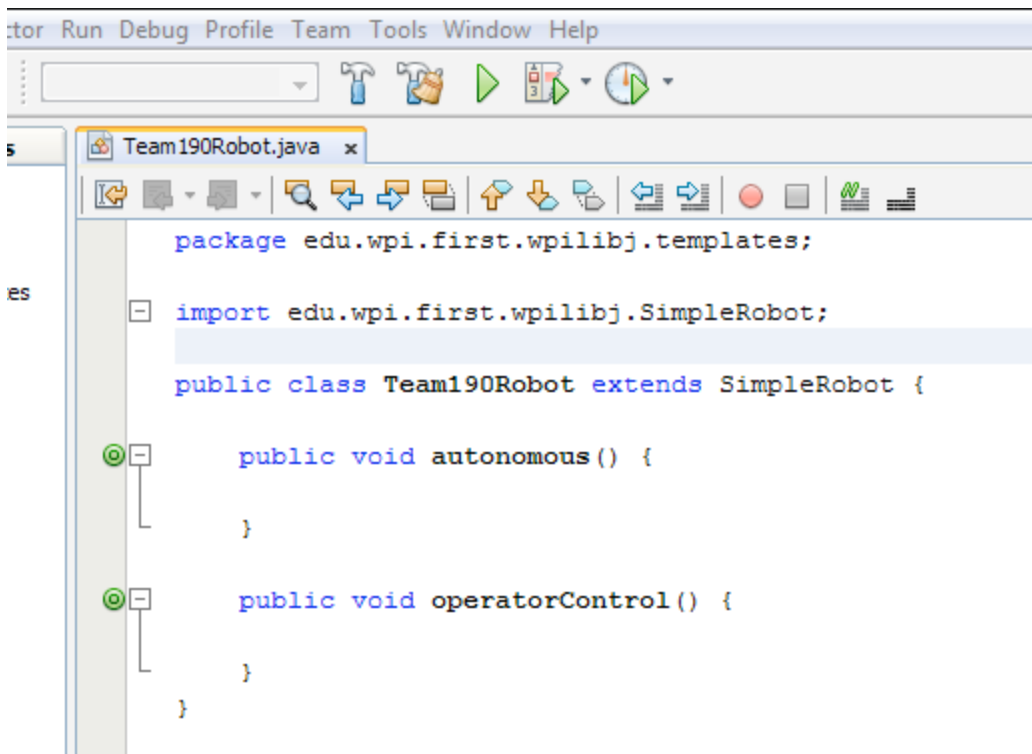 Run Debug Profile Team Tools Window Help
Team190Robot.java x
package edu.wpi.first.wpilibj.templates;
import edu.wpi.first.wpilibj.SimpleRobot;
public class Team190Robot extends SimpleRobot {
public void autonomous() {
}
public void operatorControl() {
}
}